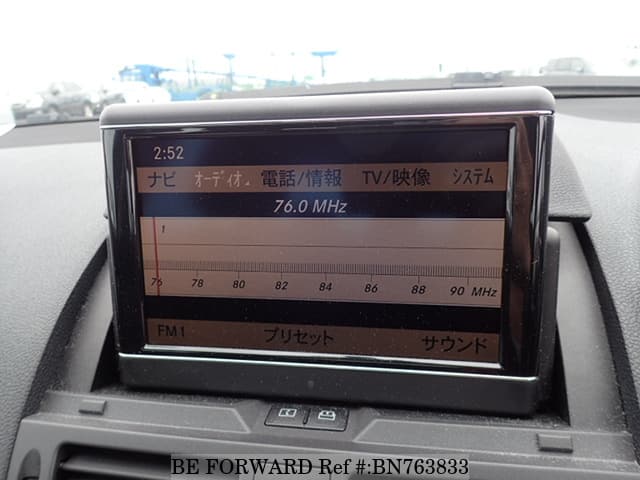 2:52
ナビ オーディオ 電話/情報 TV/映像 システム
76.0 MHz
1
76 78 80 82 84 86 88 90 MHz
FM1 プリセット サウンド
BE FORWARD Ref #:BN763833